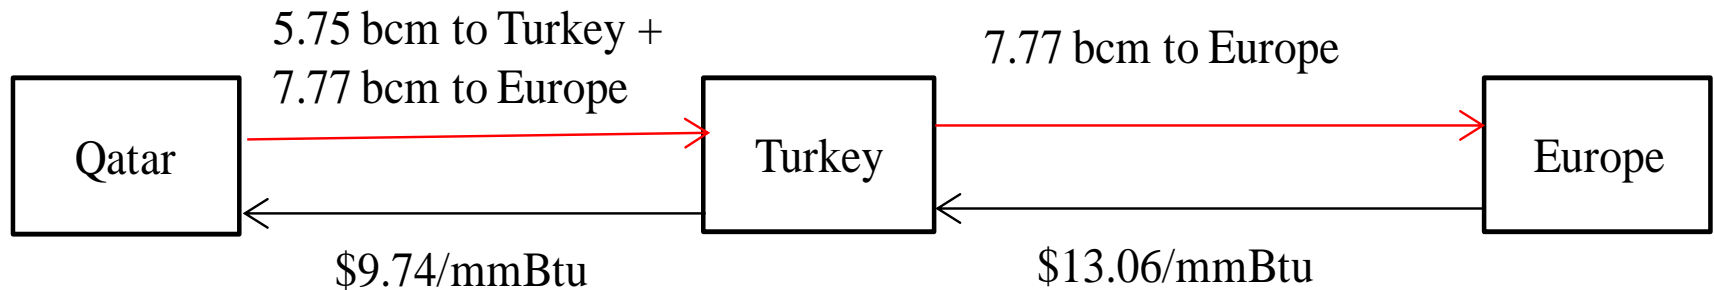 5.75 bcm to Turkey +
7.77 bcm to Europe
7.77 bcm to Europe
Qatar
Turkey
Europe
$9.74/mmBtu
$13.06/mmBtu